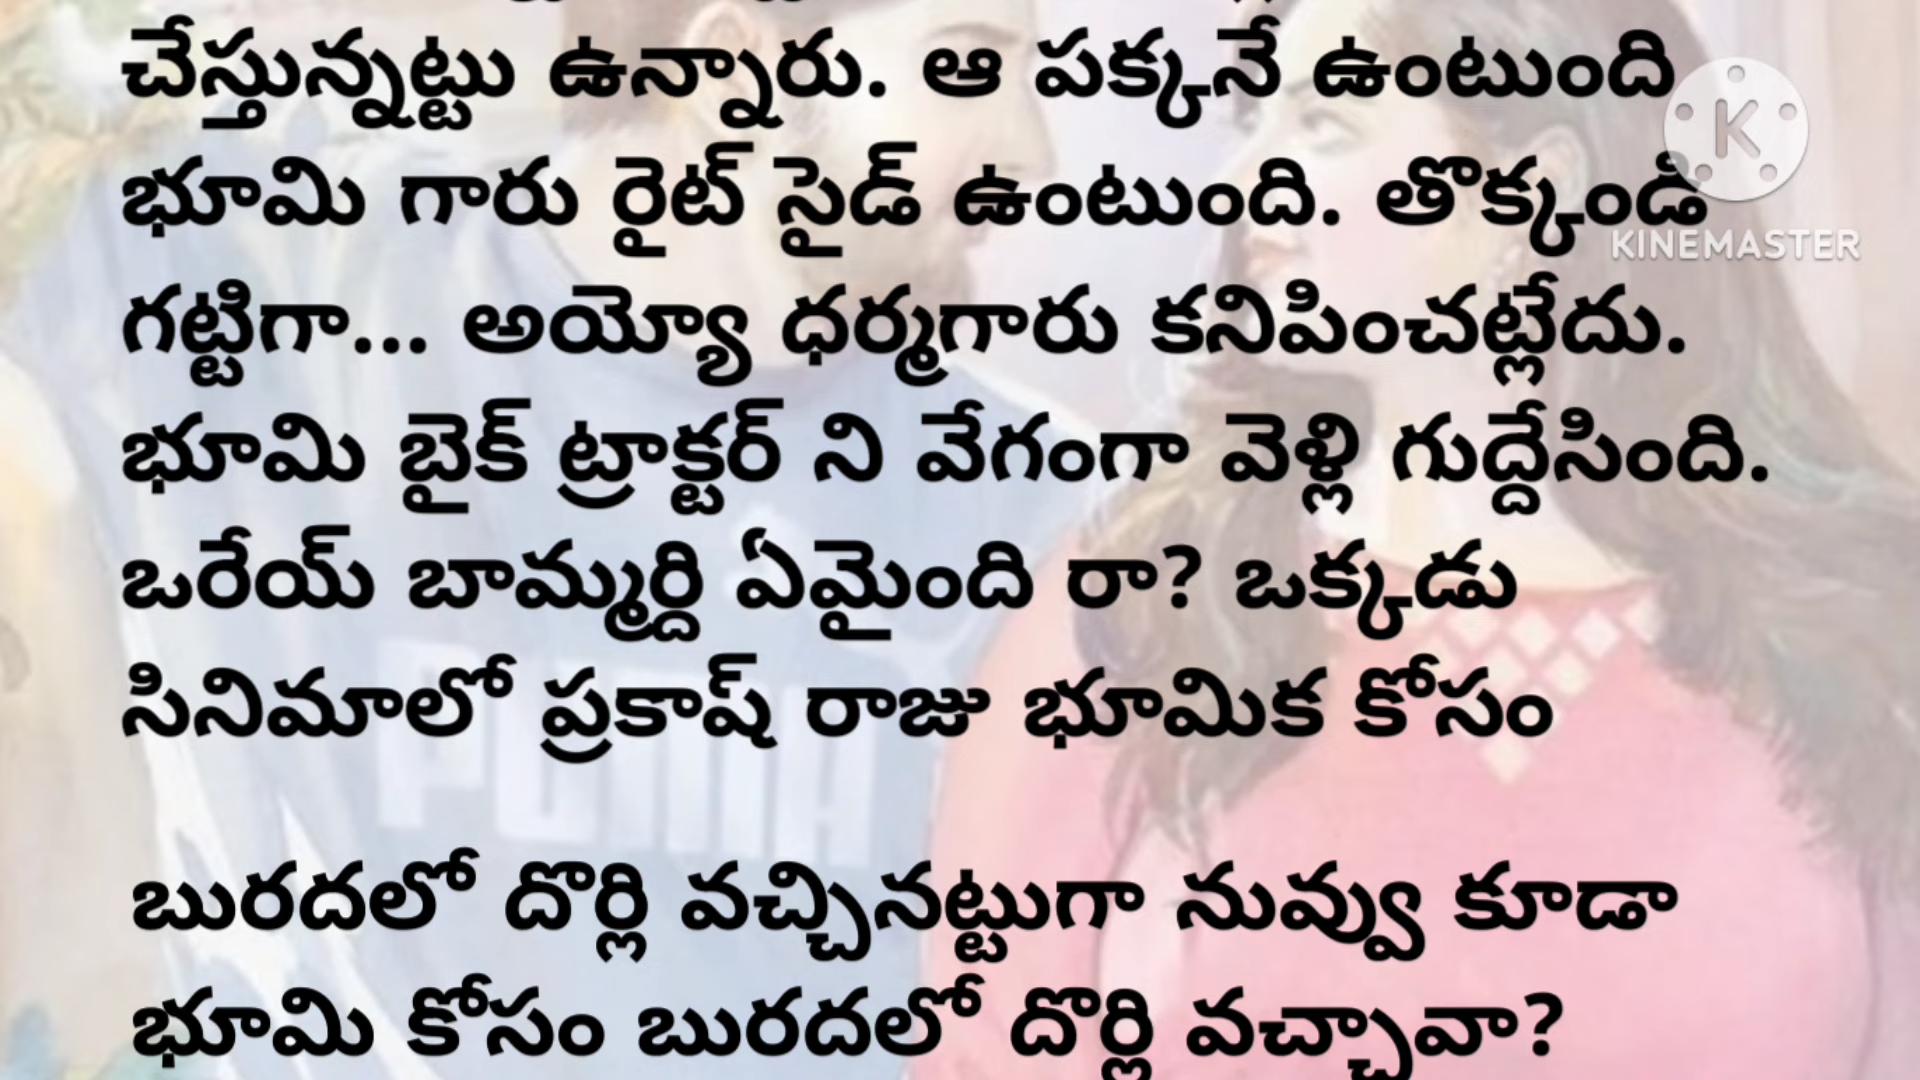 చేస్తున్నట్టు ఉన్నారు. ఆ పక్కనే ఉంటుంది
భూమి గారు రైట్ సైడ్ ఉంటుంది. తొక్కండి
గట్టిగా... అయ్యో ధర్మగారు కనిపించట్లేదు.
భూమి బైక్ ట్రాక్టర్ ని వేగంగా వెళ్లి గుద్దేసింది.
ఒరేయ్ బామ్మర్ది ఏమైంది రా? ఒక్కడు
సినిమాలో ప్రకాష్ రాజు భూమిక కోసం
బురదలో దొర్లి వచ్చినట్టుగా నువ్వు కూడా
భూమి కోసం బురదలో దొర్లి వచ్చావా?
K
KINEMASTER
PUMA